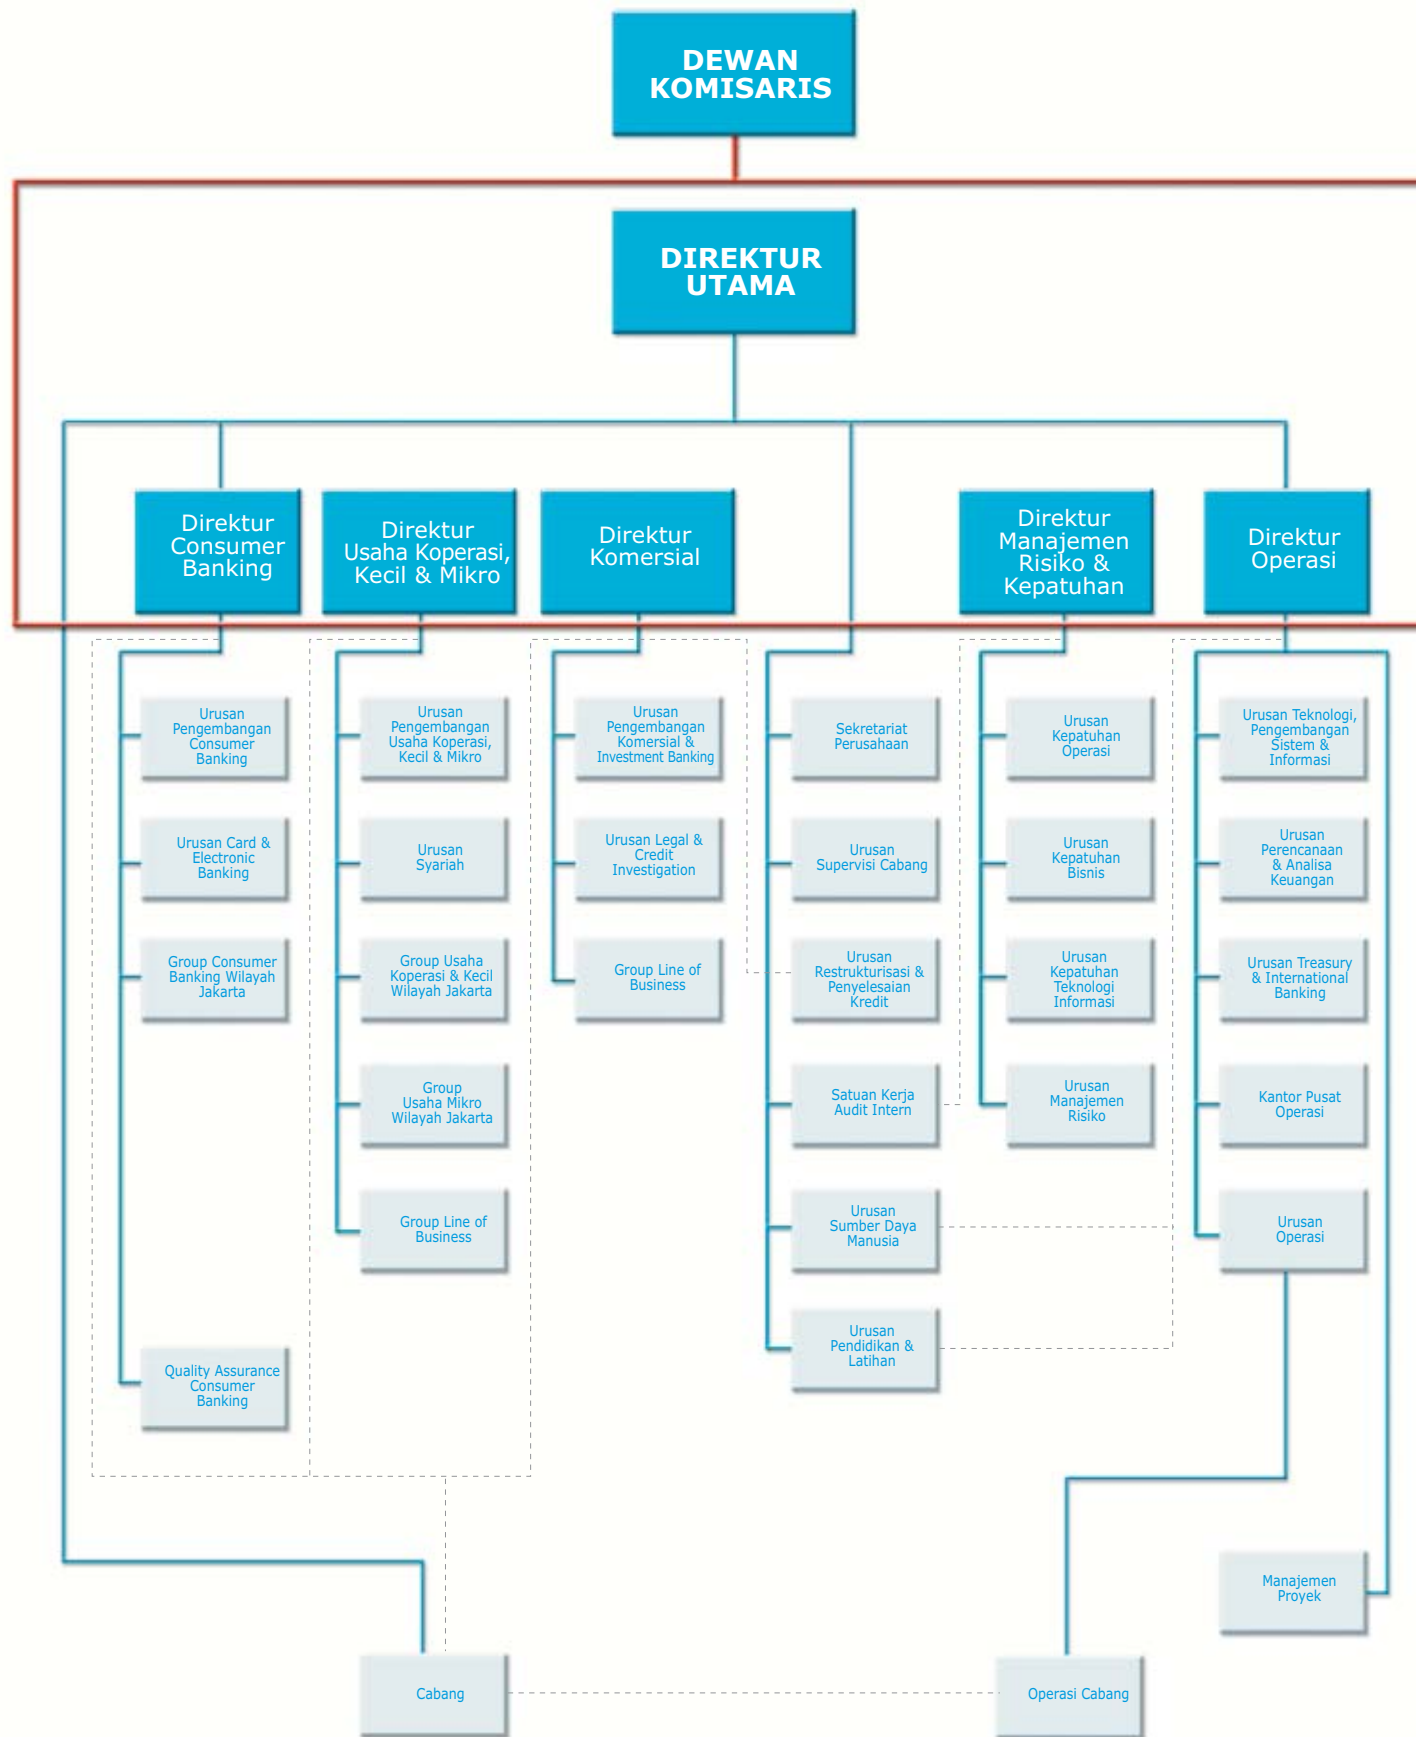 DEWAN
KOMISARIS
DIREKTUR
UTAMA
Direktur
Consumer
Banking
Direktur
Usaha Koperasi,
Kecil & Mikro
Direktur
Komersial
Direktur
Manajemen
Risiko &
Kepatuhan
Direktur
Operasi
Urusan
Pengembangan
Consumer
Banking
Urusan
Pengembangan
Usaha Koperasi,
Kecil & Mikro
Urusan
Pengembangan
Komersial &
Investment Banking
Sekretariat
Perusahaan
Urusan
Kepatuhan
Operasi
Urusan Teknologi,
Pengembangan
Sistem &
Informasi
Urusan Card &
Electronic
Banking
Urusan
Syariah
Urusan Legal &
Credit
Investigation
Urusan
Supervisi Cabang
Urusan
Kepatuhan
Bisnis
Urusan
Perencanaan
& Analisa
Keuangan
Group Consumer
Banking Wilayah
Jakarta
Group Usaha
Koperasi & Kecil
Wilayah Jakarta
Group Line of
Business
Urusan
Restrukturisasi &
Penyelesaian
Kredit
Urusan
Kepatuhan
Teknologi
Informasi
Urusan Treasury
& International
Banking
Group
Usaha Mikro
Wilayah Jakarta
Satuan Kerja
Audit Intern
Urusan
Manajemen
Risiko
Kantor Pusat
Operasi
Group Line of
Business
Urusan
Sumber Daya
Manusia
Urusan
Operasi
Quality Assurance
Consumer
Banking
Urusan
Pendidikan &
Latihan
Manajemen
Proyek
Cabang
Operasi Cabang